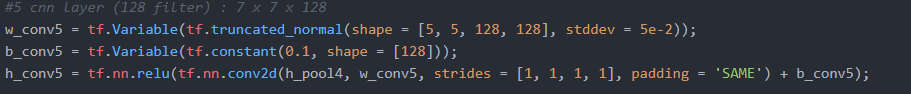 #5 cnn layer (128 filter) : 7 x 7 x 128
w_conv5 = tf.Variable(tf.truncated_normal(shape = [5, 5, 128, 128], stddev = 5e-2));
b_conv5 = tf.Variable(tf.constant(0.1, shape = [128]));
h_conv5 = tf.nn.relu(tf.nn.conv2d(h_pool4, w_conv5, strides = [1, 1, 1, 1], padding = 'SAME') + b_conv5);